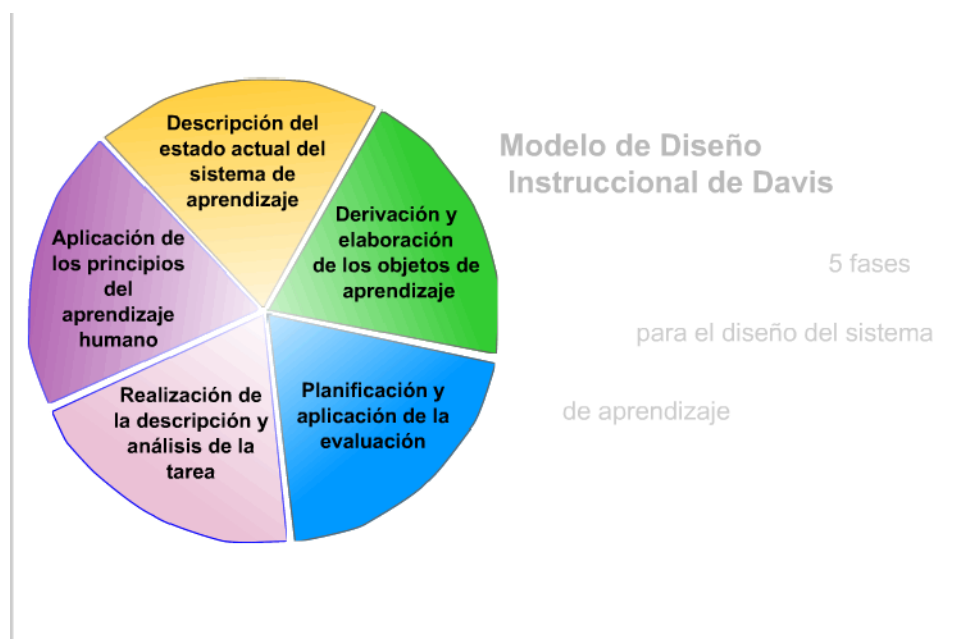 Descripción del
estado actual del
sistema de
aprendizaje
Derivación y
elaboración
de los objetos de
aprendizaje
Planificación y
aplicación de la
evaluación
Realización de
la descripción y
análisis de la
tarea
Aplicación de
los principios
del
aprendizaje
humano
Modelo de Diseño
Instruccional de Davis
5 fases
para el diseño del sistema
de aprendizaje